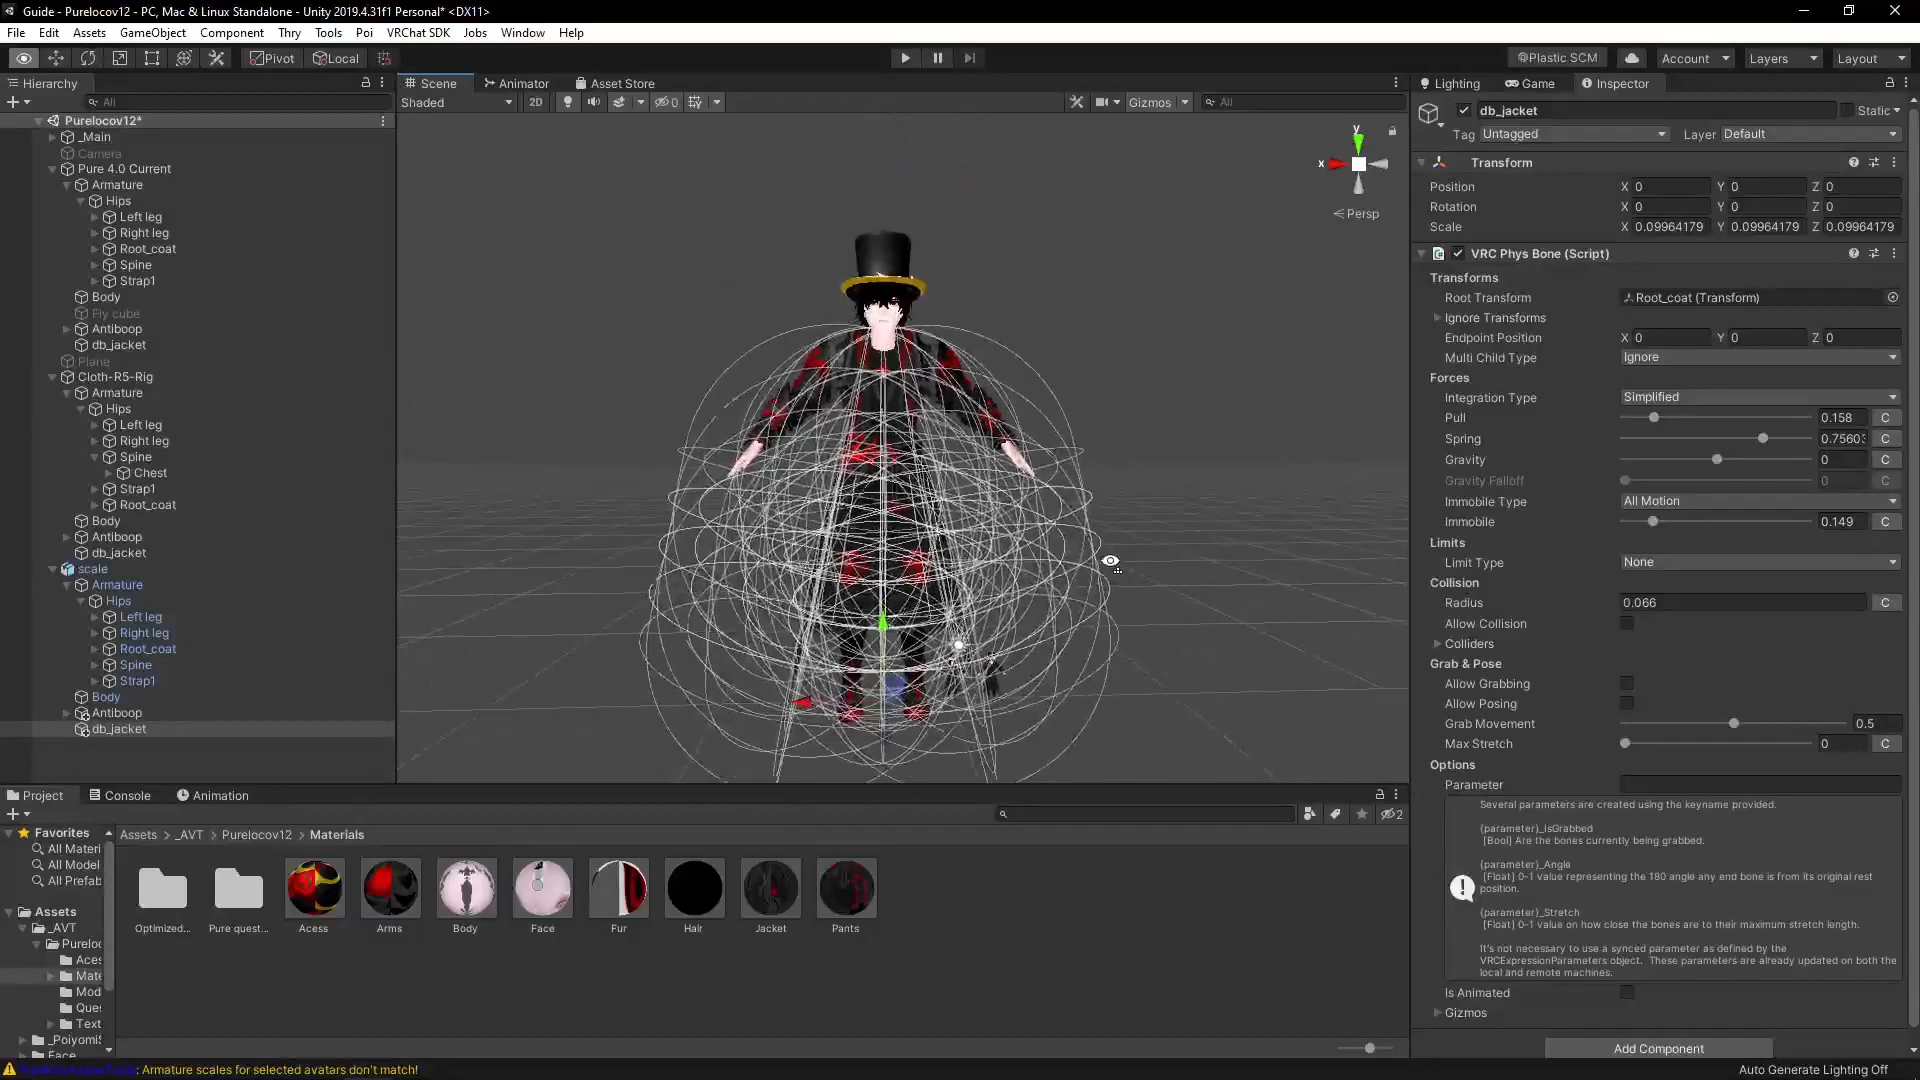 Guide - Purelocov12 - PC, Mac & Linux Standalone - Unity 2019.4.31f1 Personal* <DX11>
File Edit Assets GameObject Component Thry Tools Poi VRChat SDK Jobs Window Help
Pivot Local Plastic SCM Account Layers Layout
Hierarchy
All
Purelocov12*
_Main
Camera
Pure 4.0 Current
Armature
Hips
Left leg
Right leg
Root_coat
Spine
Strap1
Body
Fly cube
Antiboop
db_jacket
Plane
Cloth-R5-Rig
Armature
Hips
Left leg
Right leg
Spine
Chest
Strap1
Root_coat
Body
Antiboop
db_jacket
scale
Armature
Hips
Left leg
Right leg
Root_coat
Spine
Strap1
Body
Antiboop
db_jacket
Scene Animator Asset Store
Shaded 2D 0 Gizmos All
y
x
Persp
Lighting Game Inspector
db_jacket Static
Tag Untagged Layer Default
Transform
Position X 0 Y 0 Z 0
Rotation X 0 Y 0 Z 0
Scale X 0.09964179 Y 0.09964179 Z 0.09964179
VRC Phys Bone (Script)
Transforms
Root Transform Root_coat (Transform)
Ignore Transforms
Endpoint Position X 0 Y 0 Z 0
Multi Child Type Ignore
Forces
Integration Type Simplified
Pull 0.158 C
Spring 0.75603 C
Gravity 0 C
Gravity Falloff 0 C
Immobile Type All Motion
Immobile 0.149 C
Limits
Limit Type None
Collision
Radius 0.066 C
Allow Collision
Colliders
Grab & Pose
Allow Grabbing
Allow Posing
Grab Movement 0.5
Max Stretch 0 C
Options
Parameter
Several parameters are created using the keyname provided.
{parameter}_IsGrabbed
[Bool] Are the bones currently being grabbed.
{parameter}_Angle
[Float] 0-1 value representing the 180 angle any end bone is from its original rest
position.
{parameter}_Stretch
[Float] 0-1 value on how close the bones are to their maximum stretch length.
It's not necessary to use a synced parameter as defined by the
VRCExpressionParameters object. These parameters are already updated on both the
local and remote machines.
Is Animated
Gizmos
Add Component
Project Console Animation
2
Favorites
All Materi
All Model
All Prefab
Assets
_AVT
Pureloc
Aces
Mate
Mod
Ques
Text
_PoiyomiS
Face
Assets > _AVT > Purelocov12 > Materials
Optimized... Pure quest... Acess Arms Body Face Fur Hair Jacket Pants
: Armature scales for selected avatars don't match!
Auto Generate Lighting Off